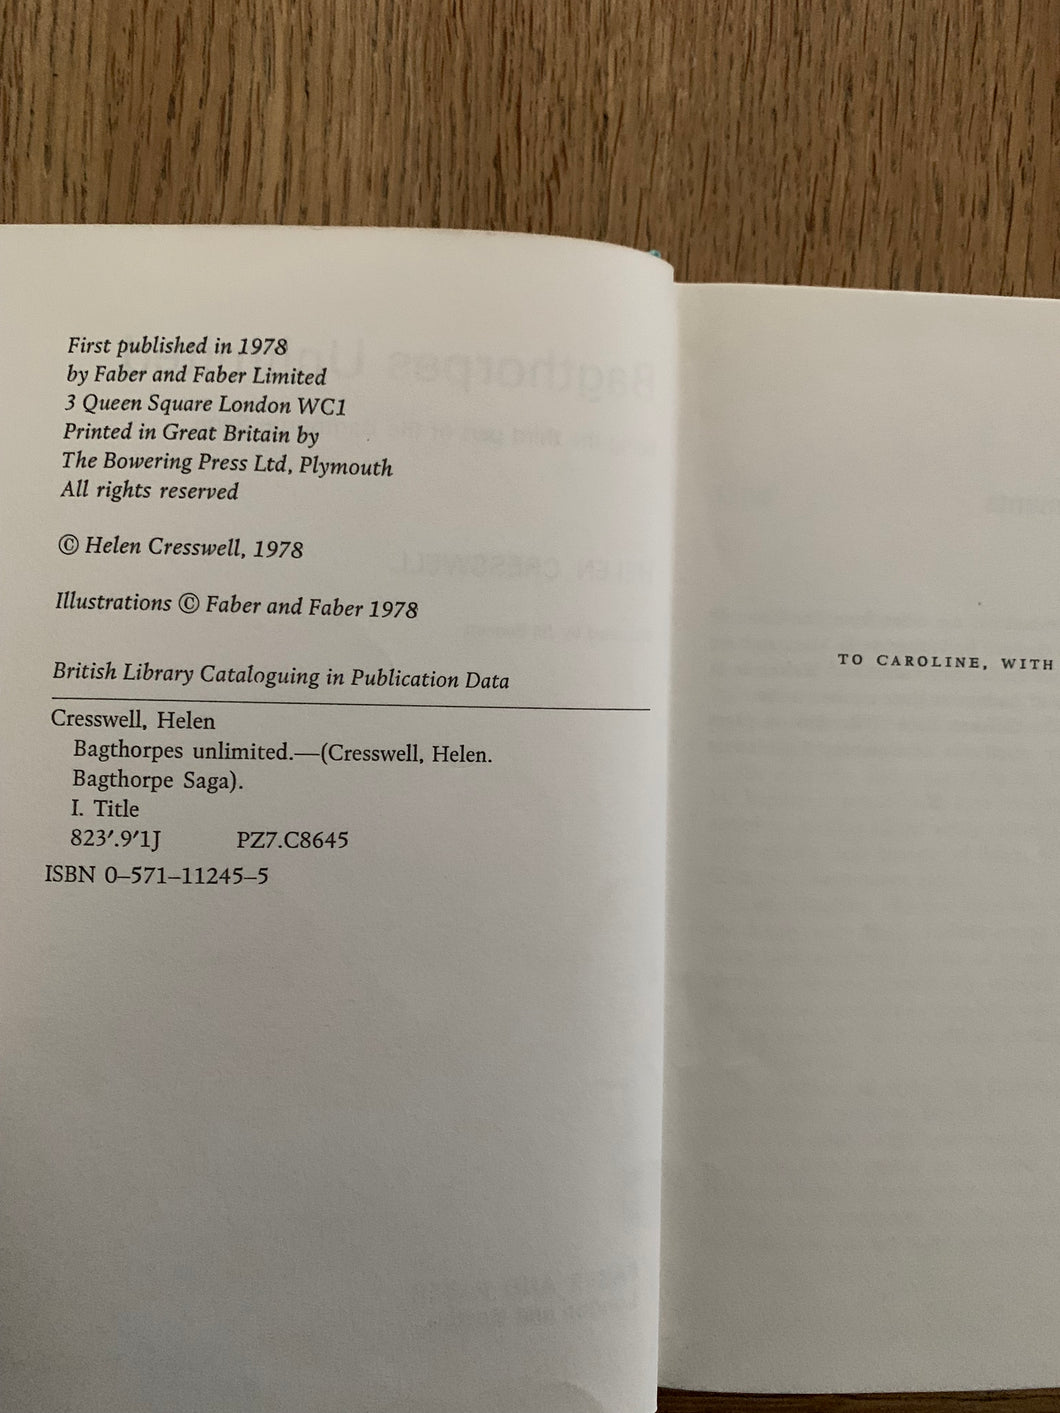 First published in 1978
by Faber and Faber Limited
3 Queen Square London WC1
Printed in Great Britain by
The Bowering Press Ltd, Plymouth
All rights reserved
© Helen Cresswell, 1978
Illustrations © Faber and Faber 1978
British Library Cataloguing in Publication Data
Cresswell, Helen
Bagthorpes unlimited.—(Cresswell, Helen.
Bagthorpe Saga).
I. Title
823′.9′1J PZ7.C8645
ISBN 0–571–11245–5
TO CAROLINE, WITH